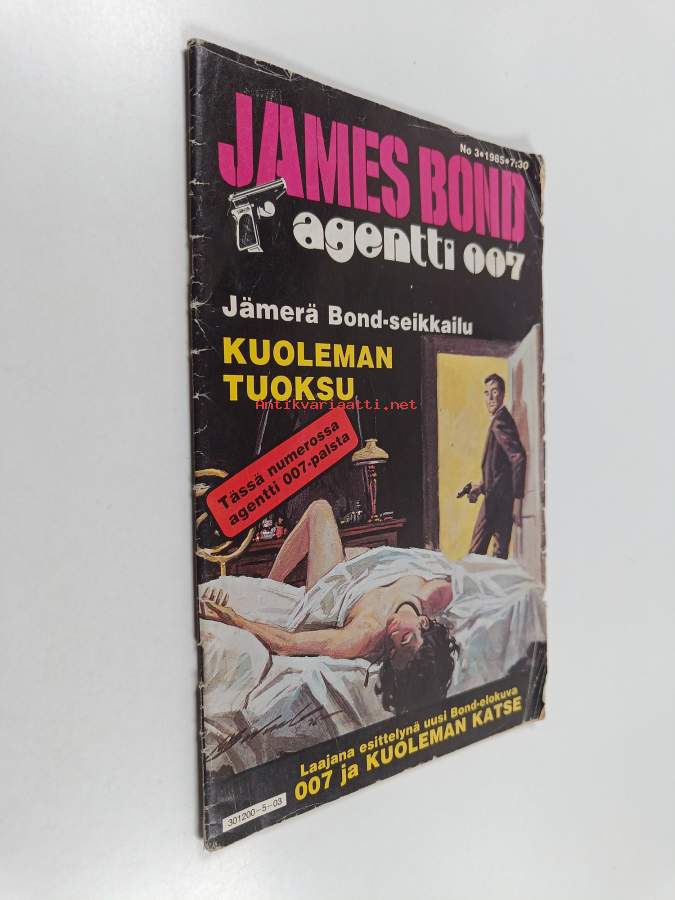 No 3•1985•7:30
JAMES BOND
agentti 007
Jämerä Bond-seikkailu
KUOLEMAN
TUOKSU
Antikvariaatti.net
Tässä numerossa
agentti 007-palsta
Laajana esittelynä uusi Bond-elokuva
007 ja KUOLEMAN KATSE
301200-5-03